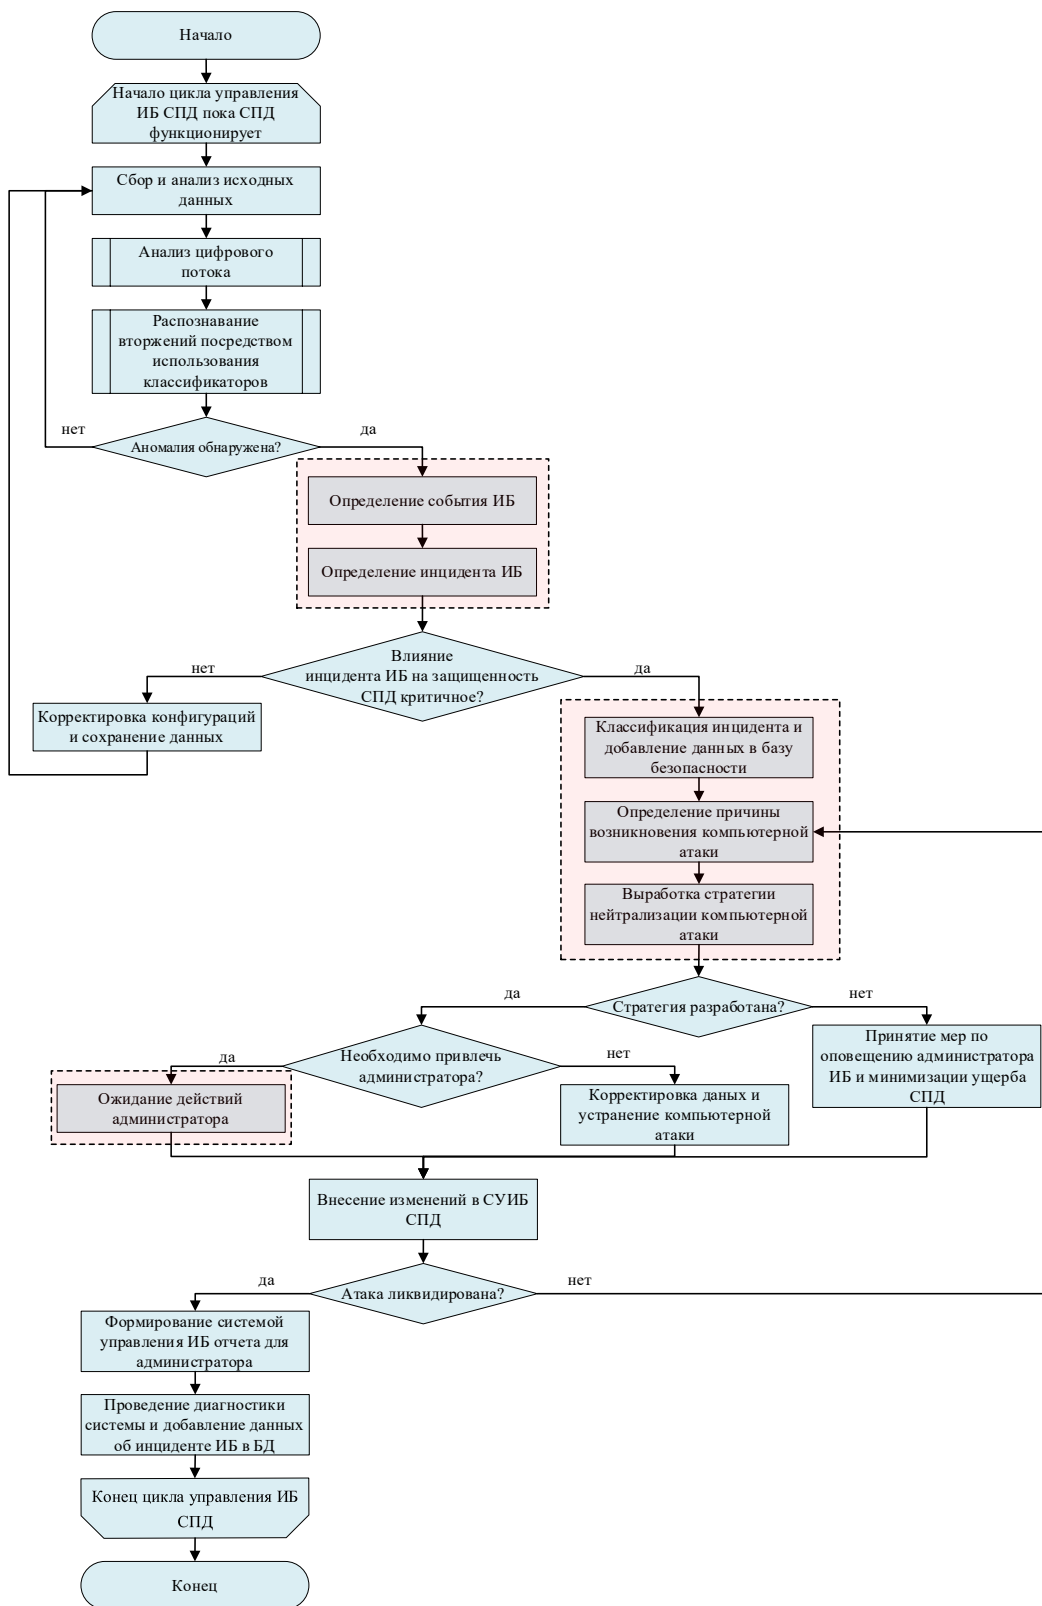 Начало
Начало цикла управления
ИБ СПД пока СПД
функционирует
Сбор и анализ исходных
данных
Анализ цифрового
потока
Распознавание
вторжений посредством
использования
классификаторов
нет
да
Аномалия обнаружена?
Определение события ИБ
Определение инцидента ИБ
Влияние
инцидента ИБ на защищенность
СПД критичное?
нет
да
Корректировка конфигураций
и сохранение данных
Классификация инцидента и
добавление данных в базу
безопасности
Определение причины
возникновения компьютерной
атаки
Выработка стратегии
нейтрализации компьютерной
атаки
да
Стратегия разработана?
нет
Принятие мер по
оповещению администратора
ИБ и минимизации ущерба
СПД
да
Необходимо привлечь
администратора?
нет
Ожидание действий
администратора
Корректировка даных и
устранение компьютерной
атаки
Внесение изменений в СУИБ
СПД
да
Атака ликвидирована?
нет
Формирование системой
управления ИБ отчета для
администратора
Проведение диагностики
системы и добавление данных
об инциденте ИБ в БД
Конец цикла управления ИБ
СПД
Конец